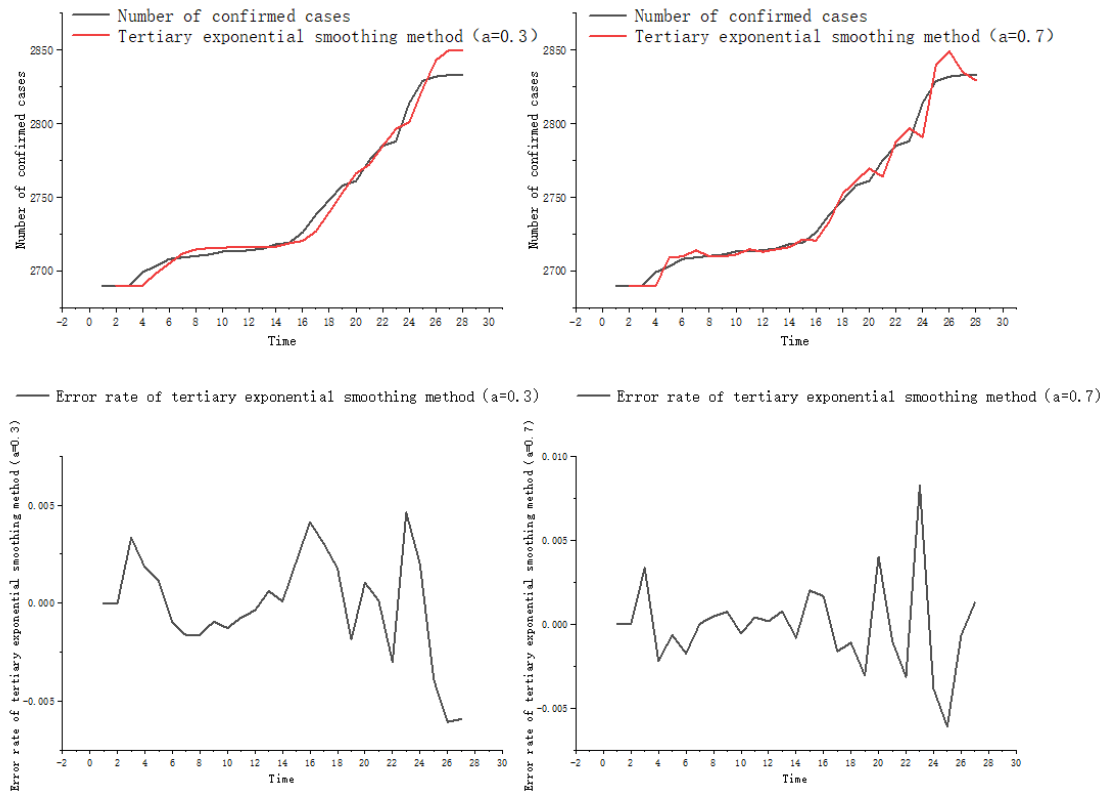 Number of confirmed cases
Tertiary exponential smoothing method (a=0.3)
2850
2800
2750
2700
Number of confirmed cases
-2 0 2 4 6 8 10 12 14 16 18 20 22 24 26 28 30
Time
Number of confirmed cases
Tertiary exponential smoothing method (a=0.7)
2850
2800
2750
2700
Number of confirmed cases
-2 0 2 4 6 8 10 12 14 16 18 20 22 24 26 28 30
Time
Error rate of tertiary exponential smoothing method (a=0.3)
Error rate of tertiary exponential smoothing method (a=0.3)
0.005
0.000
-0.005
-2 0 2 4 6 8 10 12 14 16 18 20 22 24 26 28 30
Time
Error rate of tertiary exponential smoothing method (a=0.7)
Error rate of tertiary exponential smoothing method (a=0.7)
0.010
0.005
0.000
-0.005
-2 0 2 4 6 8 10 12 14 16 18 20 22 24 26 28 30
Time